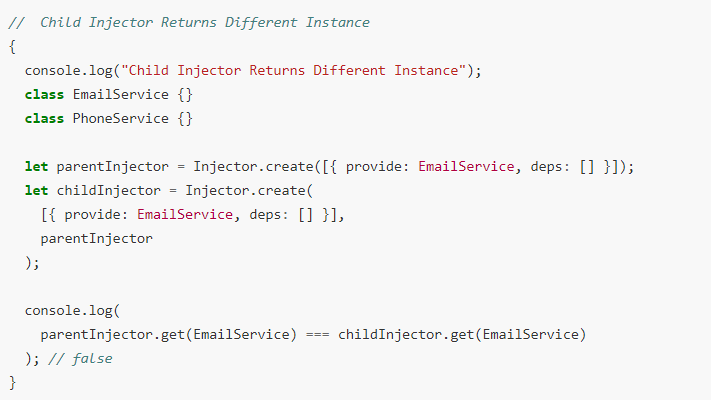 //  Child Injector Returns Different Instance
{
  console.log("Child Injector Returns Different Instance");
  class EmailService {}
  class PhoneService {}

  let parentInjector = Injector.create([{ provide: EmailService, deps: [] }]);
  let childInjector = Injector.create(
    [{ provide: EmailService, deps: [] }],
    parentInjector
  );

  console.log(
    parentInjector.get(EmailService) === childInjector.get(EmailService)
  ); // false
}